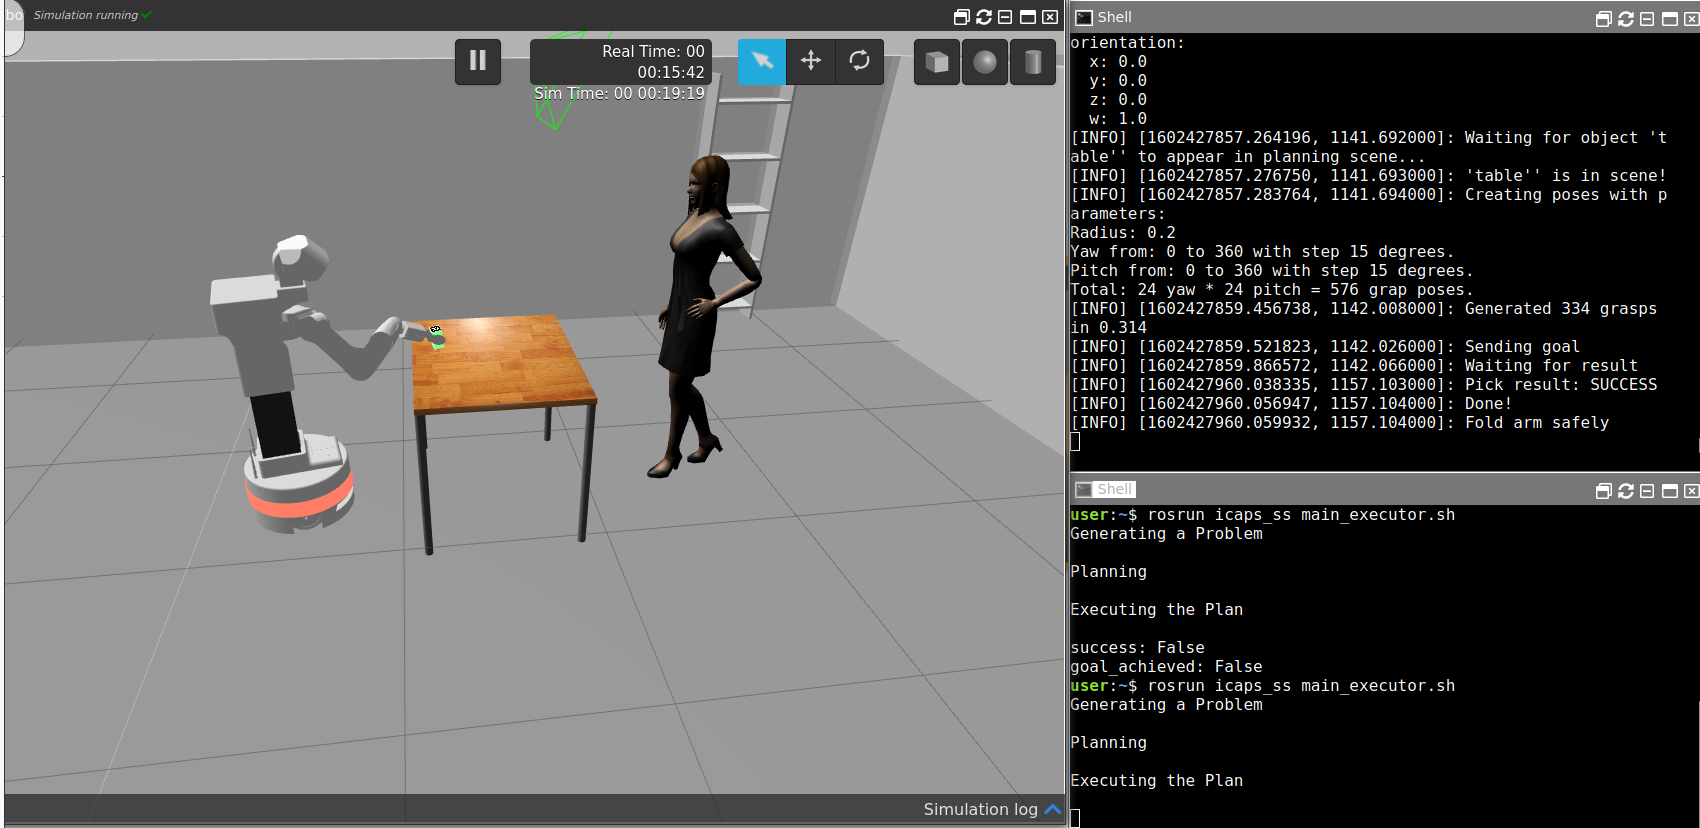 bo
Simulation running
Real Time: 00
00:15:42
Sim Time: 00 00:19:19
Simulation log
Shell
orientation:
  x: 0.0
  y: 0.0
  z: 0.0
  w: 1.0
[INFO] [1602427857.264196, 1141.692000]: Waiting for object 't
able'' to appear in planning scene...
[INFO] [1602427857.276750, 1141.693000]: 'table'' is in scene!
[INFO] [1602427857.283764, 1141.694000]: Creating poses with p
arameters:
Radius: 0.2
Yaw from: 0 to 360 with step 15 degrees.
Pitch from: 0 to 360 with step 15 degrees.
Total: 24 yaw * 24 pitch = 576 grap poses.
[INFO] [1602427859.456738, 1142.008000]: Generated 334 grasps
in 0.314
[INFO] [1602427859.521823, 1142.026000]: Sending goal
[INFO] [1602427859.866572, 1142.066000]: Waiting for result
[INFO] [1602427960.038335, 1157.103000]: Pick result: SUCCESS
[INFO] [1602427960.056947, 1157.104000]: Done!
[INFO] [1602427960.059932, 1157.104000]: Fold arm safely
Shell
user:~$ rosrun icaps_ss main_executor.sh
Generating a Problem
Planning
Executing the Plan
success: False
goal_achieved: False
user:~$ rosrun icaps_ss main_executor.sh
Generating a Problem
Planning
Executing the Plan